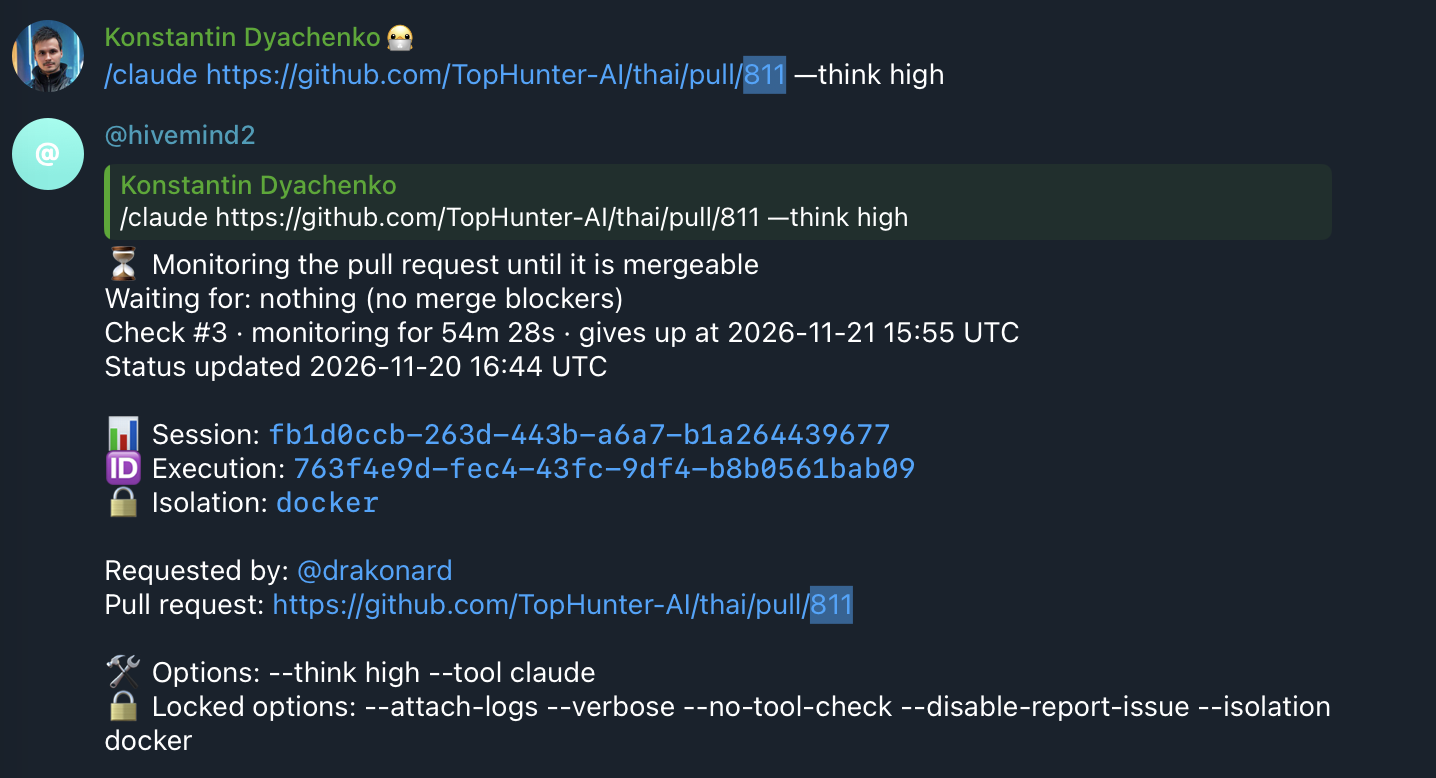 Konstantin Dyachenko
/claude https://github.com/TopHunter-AI/thai/pull/811 —think high
@
@hivemind2
Konstantin Dyachenko
/claude https://github.com/TopHunter-AI/thai/pull/811 —think high
⏳ Monitoring the pull request until it is mergeable
Waiting for: nothing (no merge blockers)
Check #3 · monitoring for 54m 28s · gives up at 2026-11-21 15:55 UTC
Status updated 2026-11-20 16:44 UTC
📊 Session: fb1d0ccb-263d-443b-a6a7-b1a264439677
🆔 Execution: 763f4e9d-fec4-43fc-9df4-b8b0561bab09
🔒 Isolation: docker
Requested by: @drakonard
Pull request: https://github.com/TopHunter-AI/thai/pull/811
🛠 Options: --think high --tool claude
🔒 Locked options: --attach-logs --verbose --no-tool-check --disable-report-issue --isolation
docker